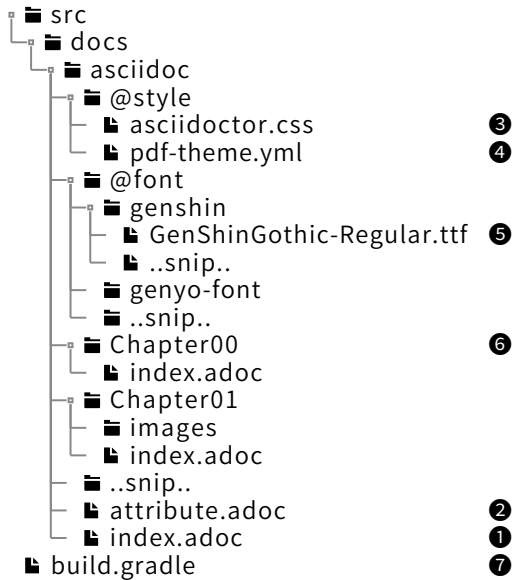 src
docs
asciidoc
@style
asciidoctor.css ❸
pdf-theme.yml ❹
@font
genshin
GenShinGothic-Regular.ttf ❺
..snip..
genyo-font
..snip..
Chapter00 ❻
index.adoc
Chapter01
images
index.adoc
..snip..
attribute.adoc ❷
index.adoc ❶
build.gradle ❼